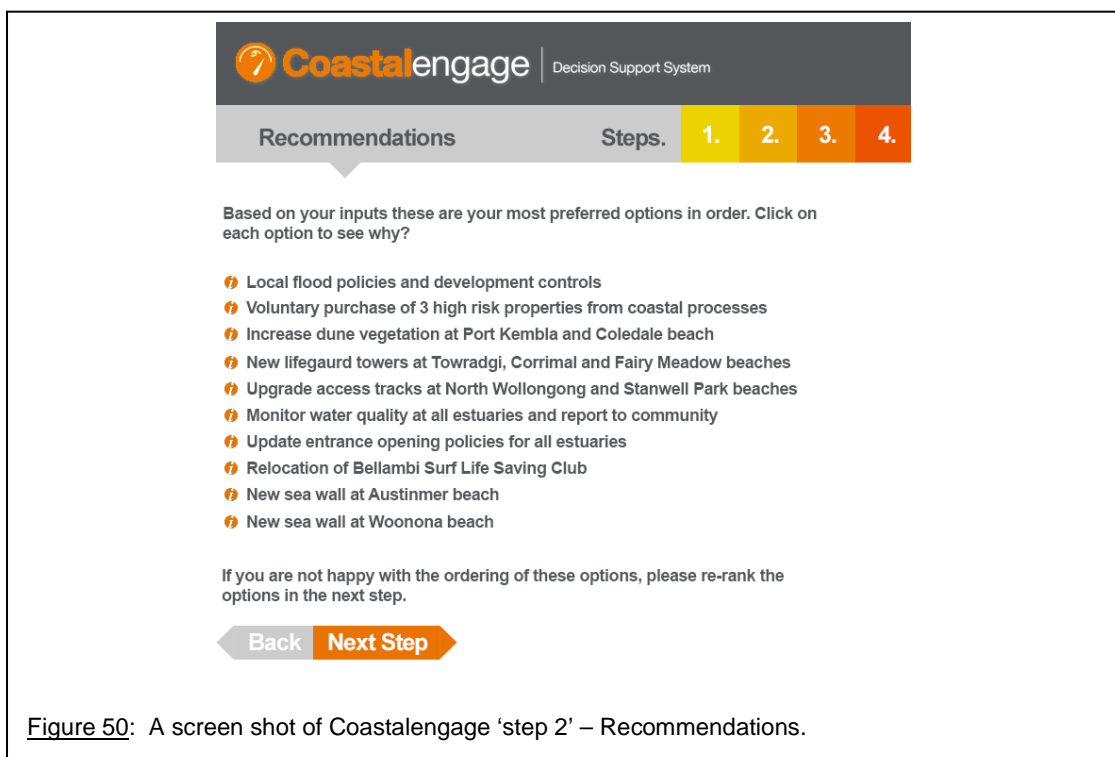 Coastalengage Decision Support System
Recommendations Steps. 1. 2. 3. 4.
Based on your inputs these are your most preferred options in order. Click on
each option to see why?
Local flood policies and development controls
Voluntary purchase of 3 high risk properties from coastal processes
Increase dune vegetation at Port Kembla and Coledale beach
New lifegaurd towers at Towradgi, Corrimal and Fairy Meadow beaches
Upgrade access tracks at North Wollongong and Stanwell Park beaches
Monitor water quality at all estuaries and report to community
Update entrance opening policies for all estuaries
Relocation of Bellambi Surf Life Saving Club
New sea wall at Austinmer beach
New sea wall at Woonona beach
If you are not happy with the ordering of these options, please re-rank the
options in the next step.
Back Next Step
Figure 50: A screen shot of Coastalengage ‘step 2’ – Recommendations.